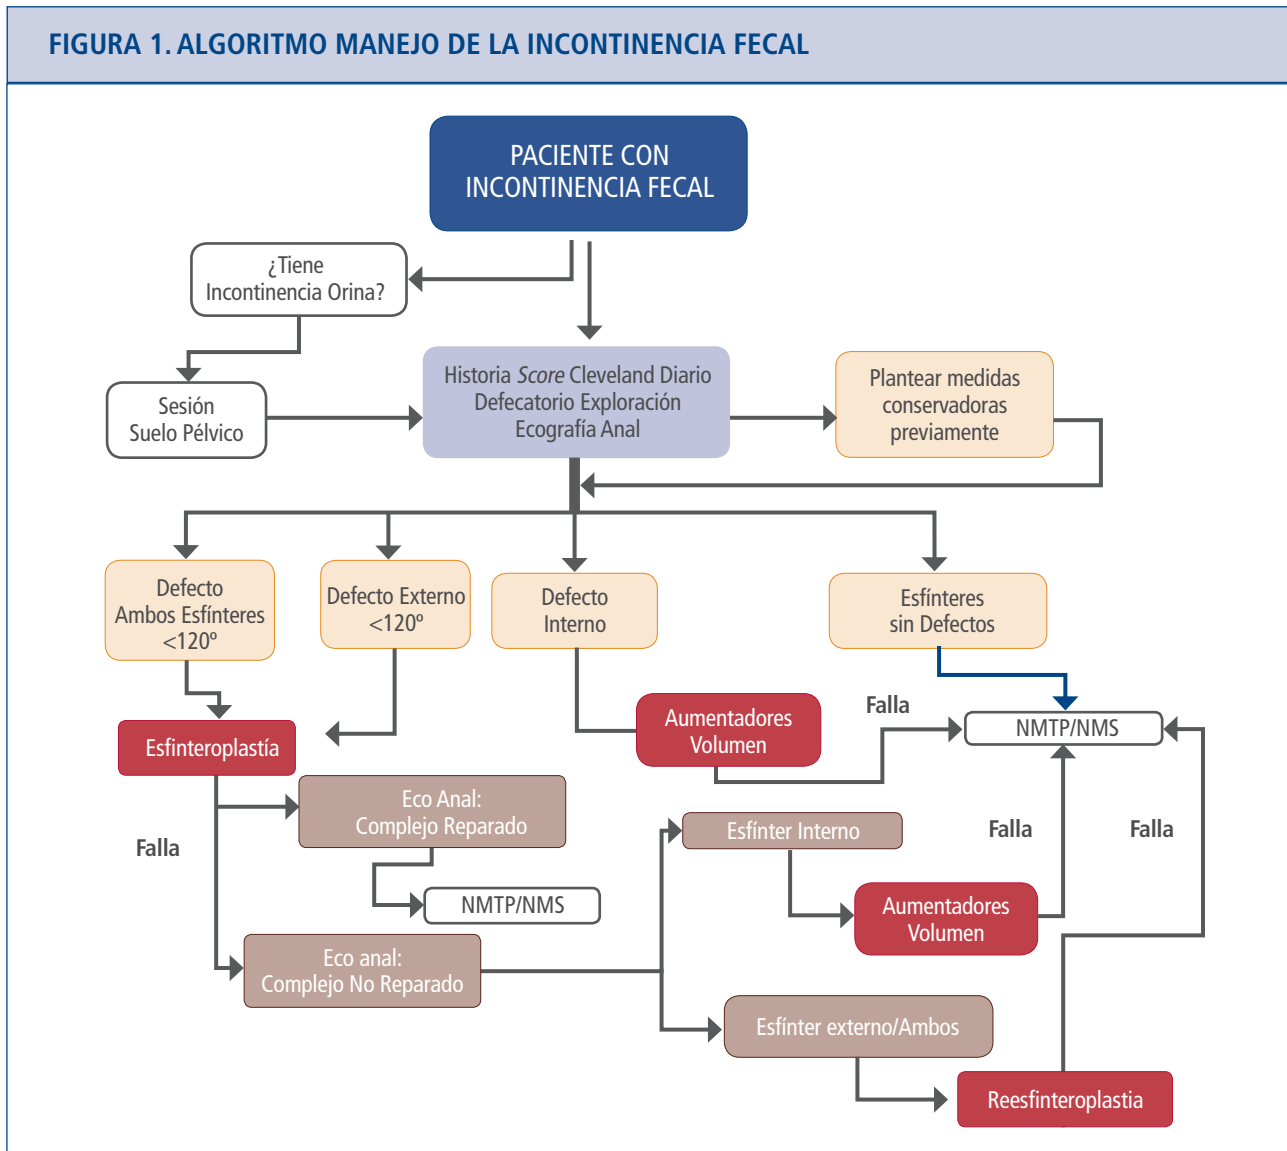 FIGURA 1. ALGORITMO MANEJO DE LA INCONTINENCIA FECAL
PACIENTE CON
INCONTINENCIA FECAL
¿Tiene
Incontinencia Orina?
Sesión
Suelo Pélvico
Historia Score Cleveland Diario
Defecatorio Exploración
Ecografía Anal
Plantear medidas
conservadoras
previamente
Defecto
Ambos Esfínteres
<120º
Defecto Externo
<120º
Defecto
Interno
Esfínteres
sin Defectos
Esfinteroplastía
Aumentadores
Volumen
Falla
NMTP/NMS
Eco Anal:
Complejo Reparado
Falla
NMTP/NMS
Eco anal:
Complejo No Reparado
Esfínter Interno
Falla
Falla
Aumentadores
Volumen
Esfínter externo/Ambos
Reesfinteroplastia